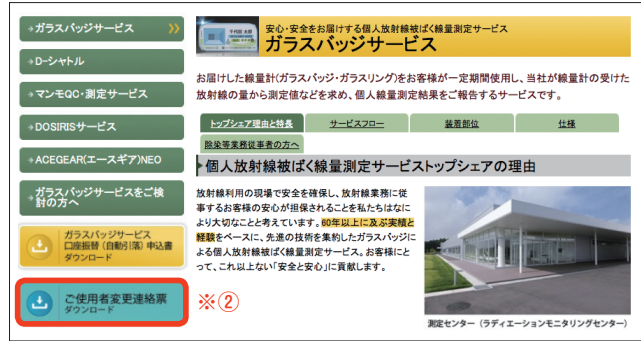 ガラスバッジサービス
D-シャトル
マンモQC・測定サービス
DOSIRISサービス
ACEGEAR(エースギア)NEO
ガラスバッジサービスをご検
討の方へ
ガラスバッジサービス
口座振替(自動引落)申込書
ダウンロード
ご使用者変更連絡票
ダウンロード
※②
安心・安全をお届けする個人放射線被ばく線量測定サービス
ガラスバッジサービス
お届けした線量計(ガラスバッジ・ガラスリング)をお客様が一定期間使用し、当社が線量計の受けた
放射線の量から測定値などを求め、個人線量測定結果をご報告するサービスです。
トップシェア理由と特長
サービスフロー
装着部位
仕様
除染等業務従事者の方へ
個人放射線被ばく線量測定サービストップシェアの理由
放射線利用の現場で安全を確保し、放射線業務に従
事するお客様の安心が担保されることを私たちはなに
より大切なことと考えています。60年以上に及ぶ実績と
経験をベースに、先進の技術を集約したガラスバッジに
よる個人放射線被ばく線量測定サービス。お客様にと
って、これ以上ない「安全と安心」に貢献します。
測定センター(ラディエーションモニタリングセンター)